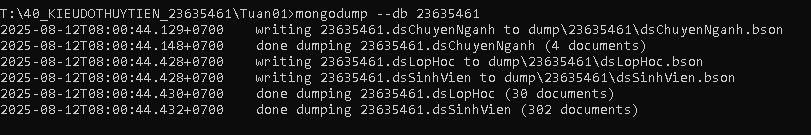 T:\40_KIEUDOTHUYTIEN_23635461\Tuan01>mongodump --db 23635461
2025-08-12T08:00:44.129+0700    writing 23635461.dsChuyenNganh to dump\23635461\dsChuyenNganh.bson
2025-08-12T08:00:44.148+0700    done dumping 23635461.dsChuyenNganh (4 documents)
2025-08-12T08:00:44.428+0700    writing 23635461.dsLopHoc to dump\23635461\dsLopHoc.bson
2025-08-12T08:00:44.428+0700    writing 23635461.dsSinhVien to dump\23635461\dsSinhVien.bson
2025-08-12T08:00:44.430+0700    done dumping 23635461.dsLopHoc (30 documents)
2025-08-12T08:00:44.432+0700    done dumping 23635461.dsSinhVien (302 documents)